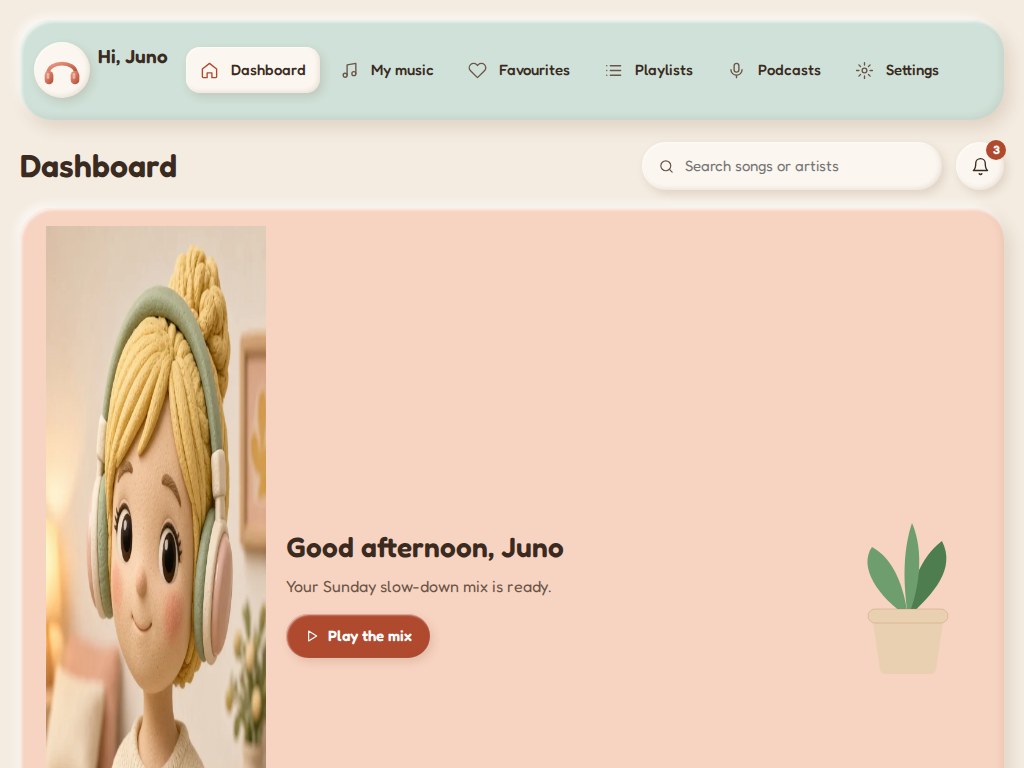 Hi, Juno
Dashboard
My music
Favourites
Playlists
Podcasts
Settings
Dashboard
Search songs or artists
3
Good afternoon, Juno
Your Sunday slow-down mix is ready.
Play the mix